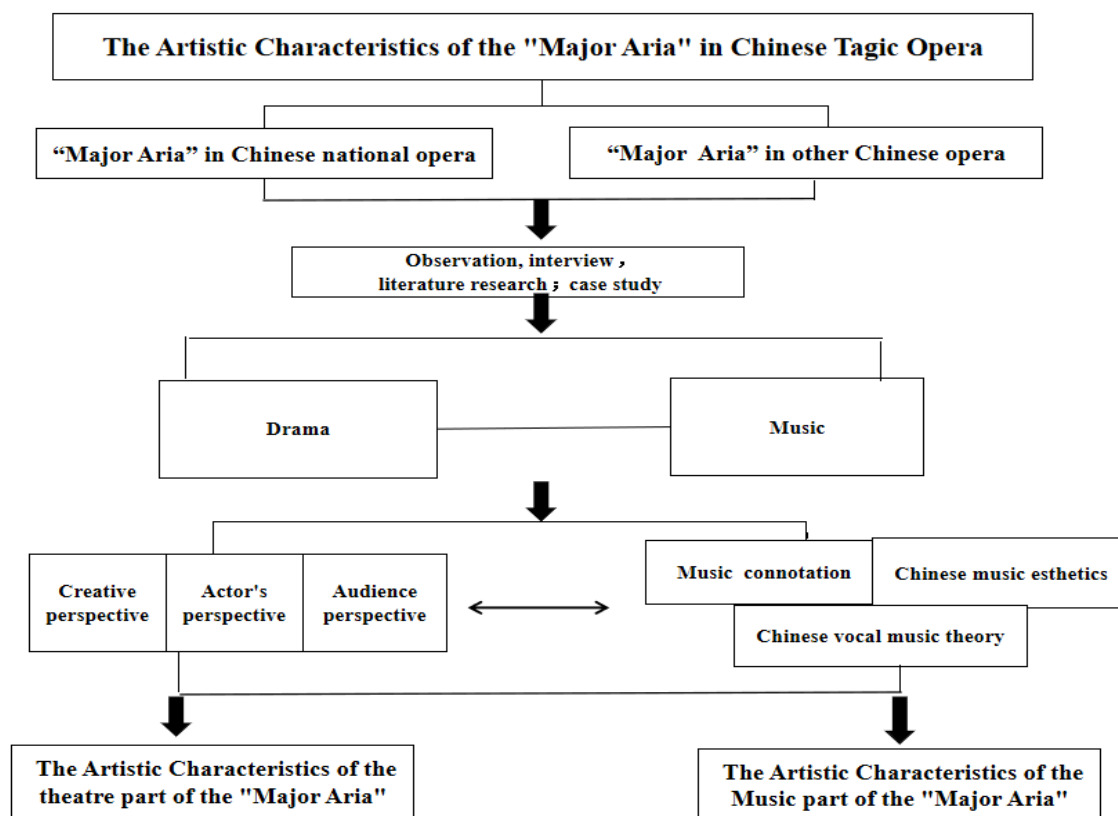 The Artistic Characteristics of the "Major Aria" in Chinese Tagic Opera
“Major Aria” in Chinese national opera
“Major Aria” in other Chinese opera
Observation, interview，
literature research；case study
Drama
Music
Creative
perspective
Actor's
perspective
Audience
perspective
Music connotation
Chinese music esthetics
Chinese vocal music theory
The Artistic Characteristics of the
theatre part of the "Major Aria"
The Artistic Characteristics of the
Music part of the "Major Aria"